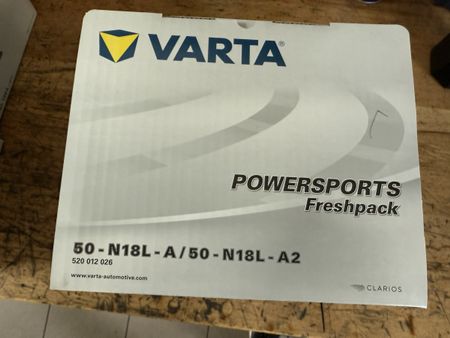 VARTA®
POWERSPORTS
Freshpack
50 - N18L - A / 50 - N18L - A2
520 012 026
www.varta-automotive.com
CLARIOS